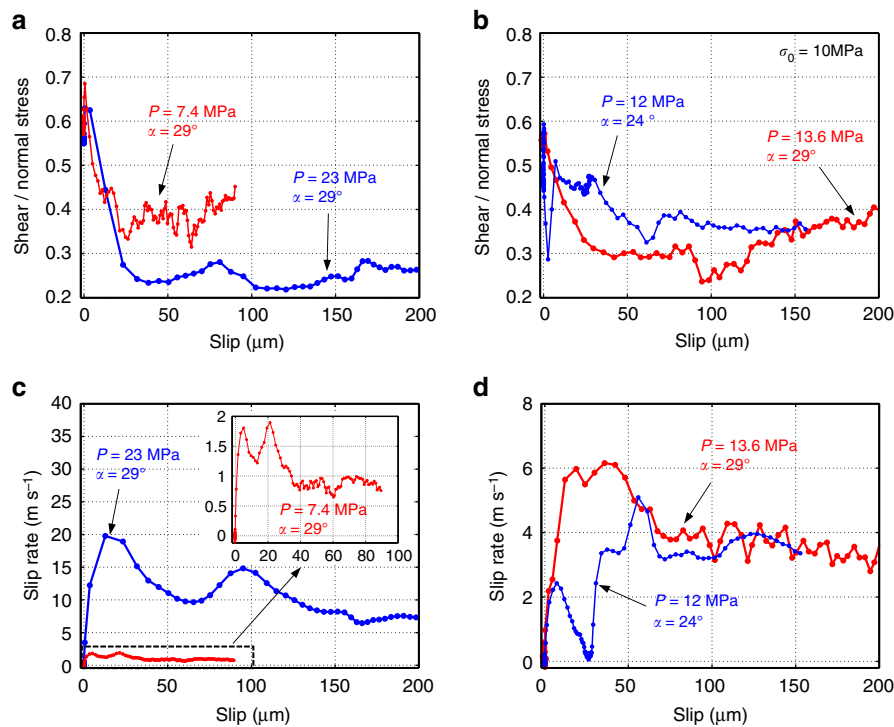 a
0.8
0.7
0.6
0.5
0.4
0.3
0.2
0
50
100
150
200
Shear / normal stress
Slip (μm)
P = 7.4 MPa
α = 29°
P = 23 MPa
α = 29°
b
0.8
0.7
0.6
0.5
0.4
0.3
0.2
0
50
100
150
200
Shear / normal stress
Slip (μm)
σ0 = 10MPa
P = 12 MPa
α = 24 °
P = 13.6 MPa
α = 29°
c
40
35
30
25
20
15
10
5
0
0
50
100
150
200
Slip rate (m s⁻¹)
Slip (μm)
P = 23 MPa
α = 29°
2
1.5
1
0.5
0
0
20
40
60
80
100
P = 7.4 MPa
α = 29°
d
8
6
4
2
0
0
50
100
150
200
Slip rate (m s⁻¹)
Slip (μm)
P = 13.6 MPa
α = 29°
P = 12 MPa
α = 24°